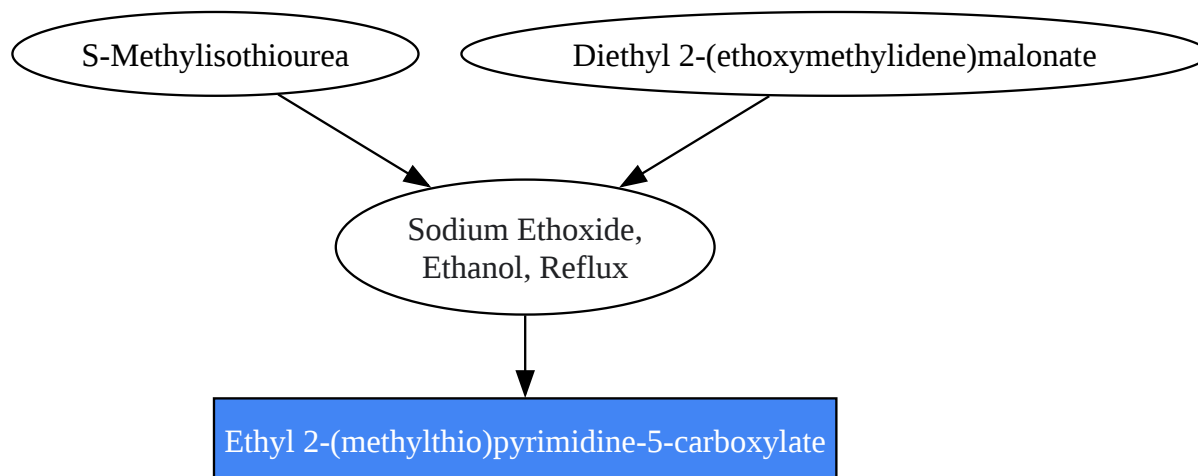 S-Methylisothiourea
Diethyl 2-(ethoxymethylidene)malonate
Sodium Ethoxide,
Ethanol, Reflux
Ethyl 2-(methylthio)pyrimidine-5-carboxylate